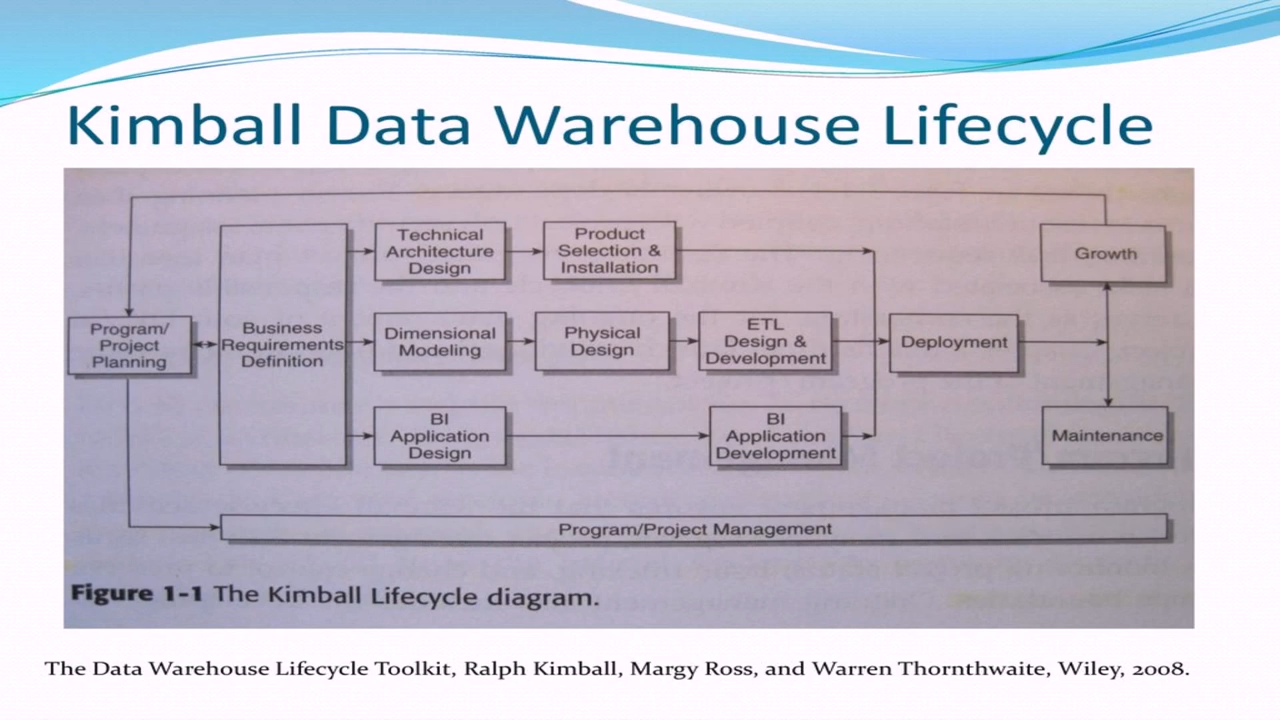 Kimball Data Warehouse Lifecycle
Technical
Architecture
Design
Product
Selection &
Installation
Growth
Program/
Project
Planning
Business
Requirements
Definition
Dimensional
Modeling
Physical
Design
ETL
Design &
Development
Deployment
BI
Application
Design
BI
Application
Development
Maintenance
Program/Project Management
Figure 1-1 The Kimball Lifecycle diagram.
The Data Warehouse Lifecycle Toolkit, Ralph Kimball, Margy Ross, and Warren Thornthwaite, Wiley, 2008.